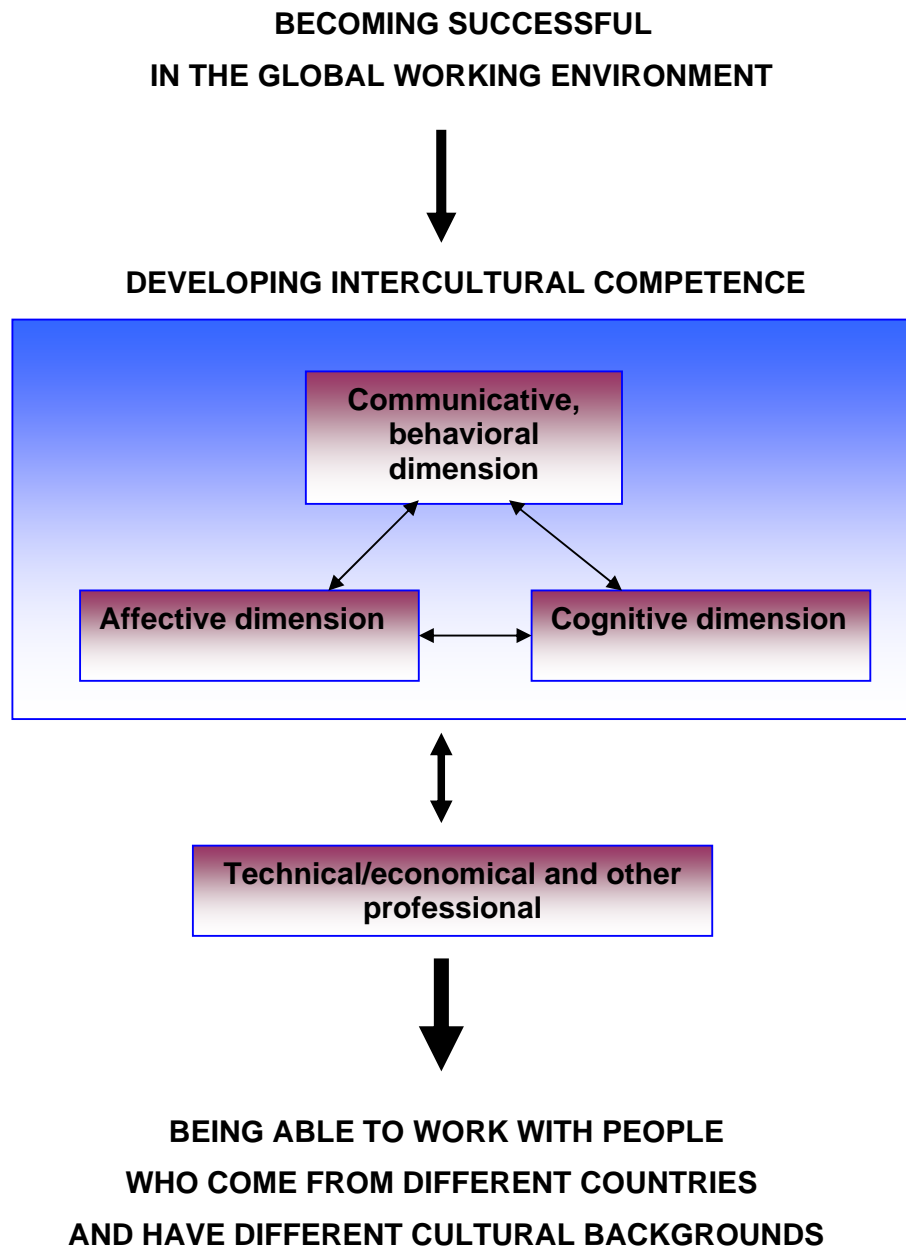 BECOMING SUCCESSFUL
IN THE GLOBAL WORKING ENVIRONMENT
DEVELOPING INTERCULTURAL COMPETENCE
Communicative,
behavioral
dimension
Affective dimension
Cognitive dimension
Technical/economical and other
professional
BEING ABLE TO WORK WITH PEOPLE
WHO COME FROM DIFFERENT COUNTRIES
AND HAVE DIFFERENT CULTURAL BACKGROUNDS